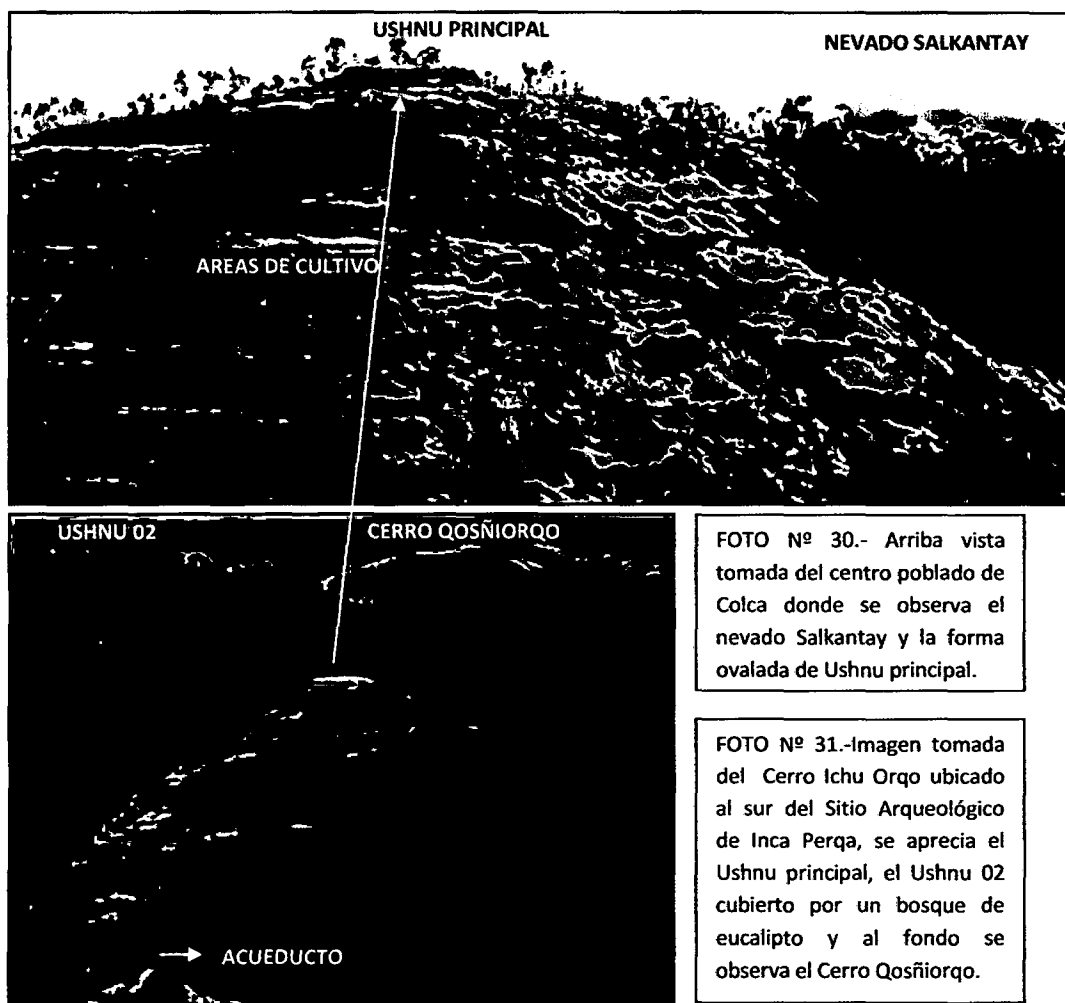 USHNU PRINCIPAL
NEVADO SALKANTAY
AREAS DE CULTIVO
USHNU 02
CERRO QOSÑIORQO
ACUEDUCTO
FOTO Nº 30.- Arriba vista
tomada del centro poblado de
Colca donde se observa el
nevado Salkantay y la forma
ovalada de Ushnu principal.
FOTO Nº 31.-Imagen tomada
del Cerro Ichu Orqo ubicado
al sur del Sitio Arqueológico
de Inca Perqa, se aprecia el
Ushnu principal, el Ushnu 02
cubierto por un bosque de
eucalipto y al fondo se
observa el Cerro Qosñiorqo.